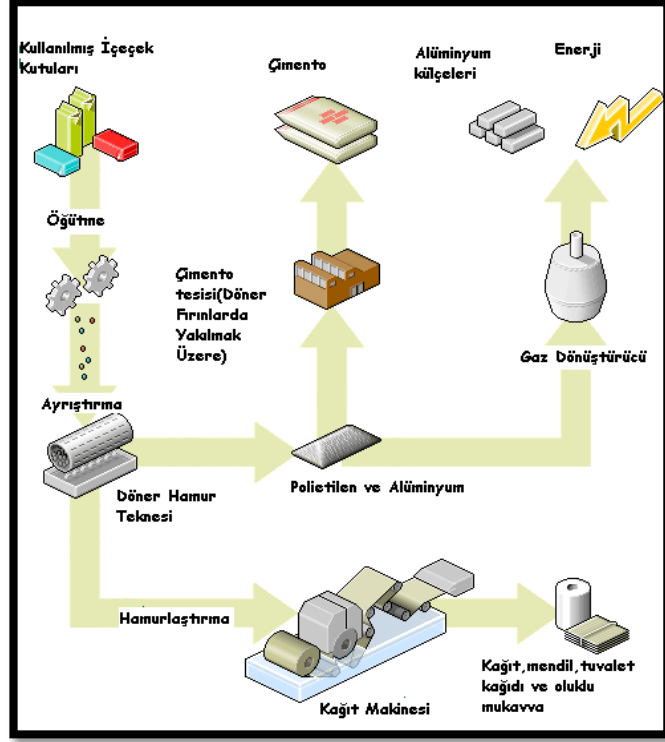 Kullanılmış İçeçek
Kutuları
Çimento
Alüminyum
külçeleri
Enerji
Öğütme
Çimento
tesisi(Döner
Fırınlarda
Yakılmak
Üzere)
Gaz Dönüştürücü
Ayrıştırma
Döner Hamur
Teknesi
Polietilen ve Alüminyum
Hamurlaştırma
Kağıt Makinesi
Kağıt,mendil,tuvalet
kağıdı ve oluklu
mukavva